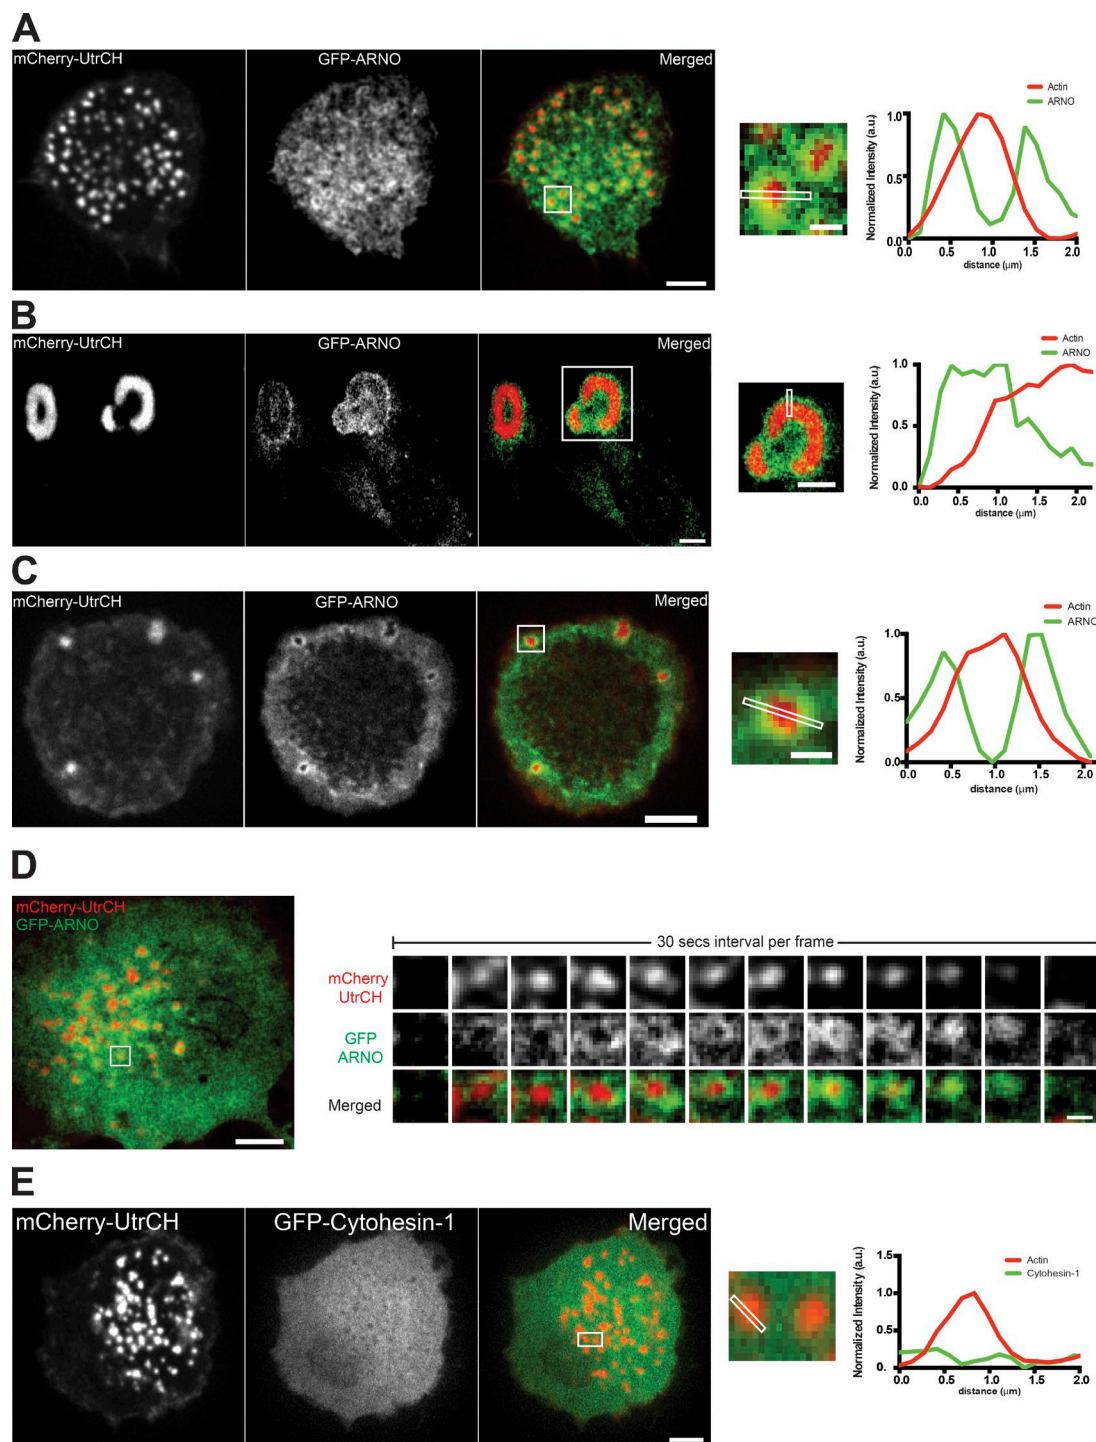 A
mCherry-UtrCH
GFP-ARNO
Merged
Actin
ARNO
Normalized Intensity (a.u.)
1.0
0.5
0.0
0.0 0.5 1.0 1.5 2.0
distance (μm)
B
mCherry-UtrCH
GFP-ARNO
Merged
Actin
ARNO
Normalized Intensity (a.u.)
1.0
0.5
0.0
0.0 0.5 1.0 1.5 2.0
distance (μm)
C
mCherry-UtrCH
GFP-ARNO
Merged
Actin
ARNO
Normalized Intensity (a.u.)
1.0
0.5
1.0
0.0 0.5 1.0 1.5 2.0
distance (μm)
D
mCherry-UtrCH
GFP-ARNO
30 secs interval per frame
mCherry
UtrCH
GFP
ARNO
Merged
E
mCherry-UtrCH
GFP-Cytohesin-1
Merged
Actin
Cytohesin-1
Normalized Intensity (a.u.)
1.5
1.0
0.5
0.
0.0 0.5 1.0 1.5 2.0
distance (μm)